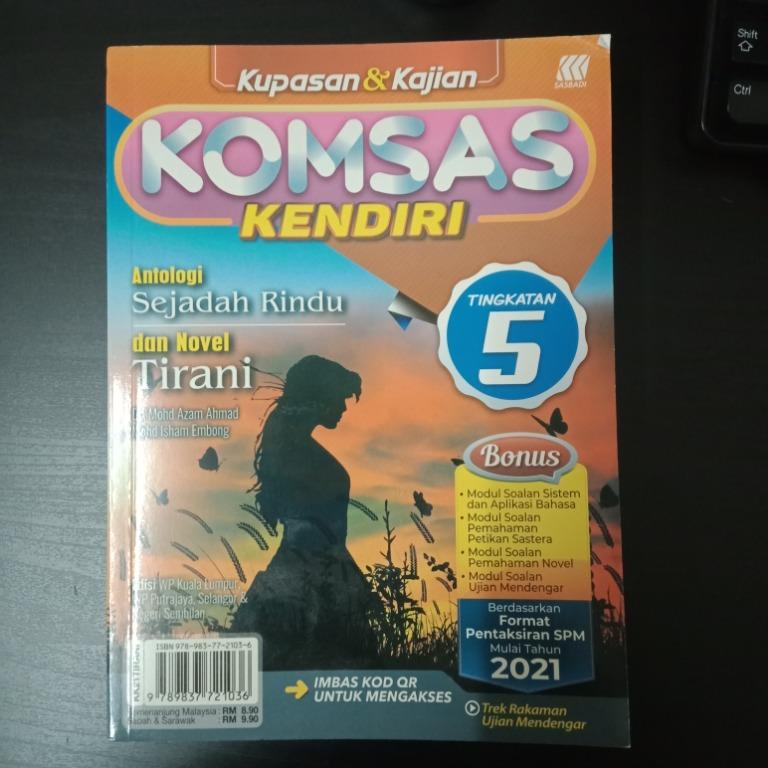 Kupasan & Kajian
SASBADI
KOMSAS
KENDIRI
Antologi
Sejadah Rindu
dan Novel
Tirani
Mohd Azam Ahmad
Mohd Isham Embong
TINGKATAN
5
Bonus
• Modul Soalan Sistem
dan Aplikasi Bahasa
• Modul Soalan
Pemahaman
Petikan Sastera
• Modul Soalan
Pemahaman Novel
• Modul Soalan
Ujian Mendengar
Berdasarkan
Format
Pentaksiran SPM
Mulai Tahun
2021
Edisi WP Kuala Lumpur,
WP Putrajaya, Selangor &
Negeri Sembilan
ISBN 978-983-77-2103-6
9 789837 721036
Semenanjung Malaysia : RM 8.90
Sabah & Sarawak : RM 9.90
IMBAS KOD QR
UNTUK MENGAKSES
Trek Rakaman
Ujian Mendengar
Shift
Ctrl